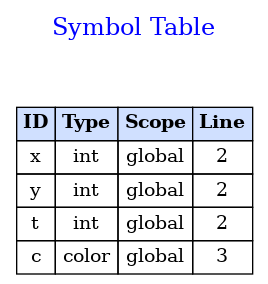 Symbol Table
ID Type Scope Line
x int global 2
y int global 2
t int global 2
c color global 3